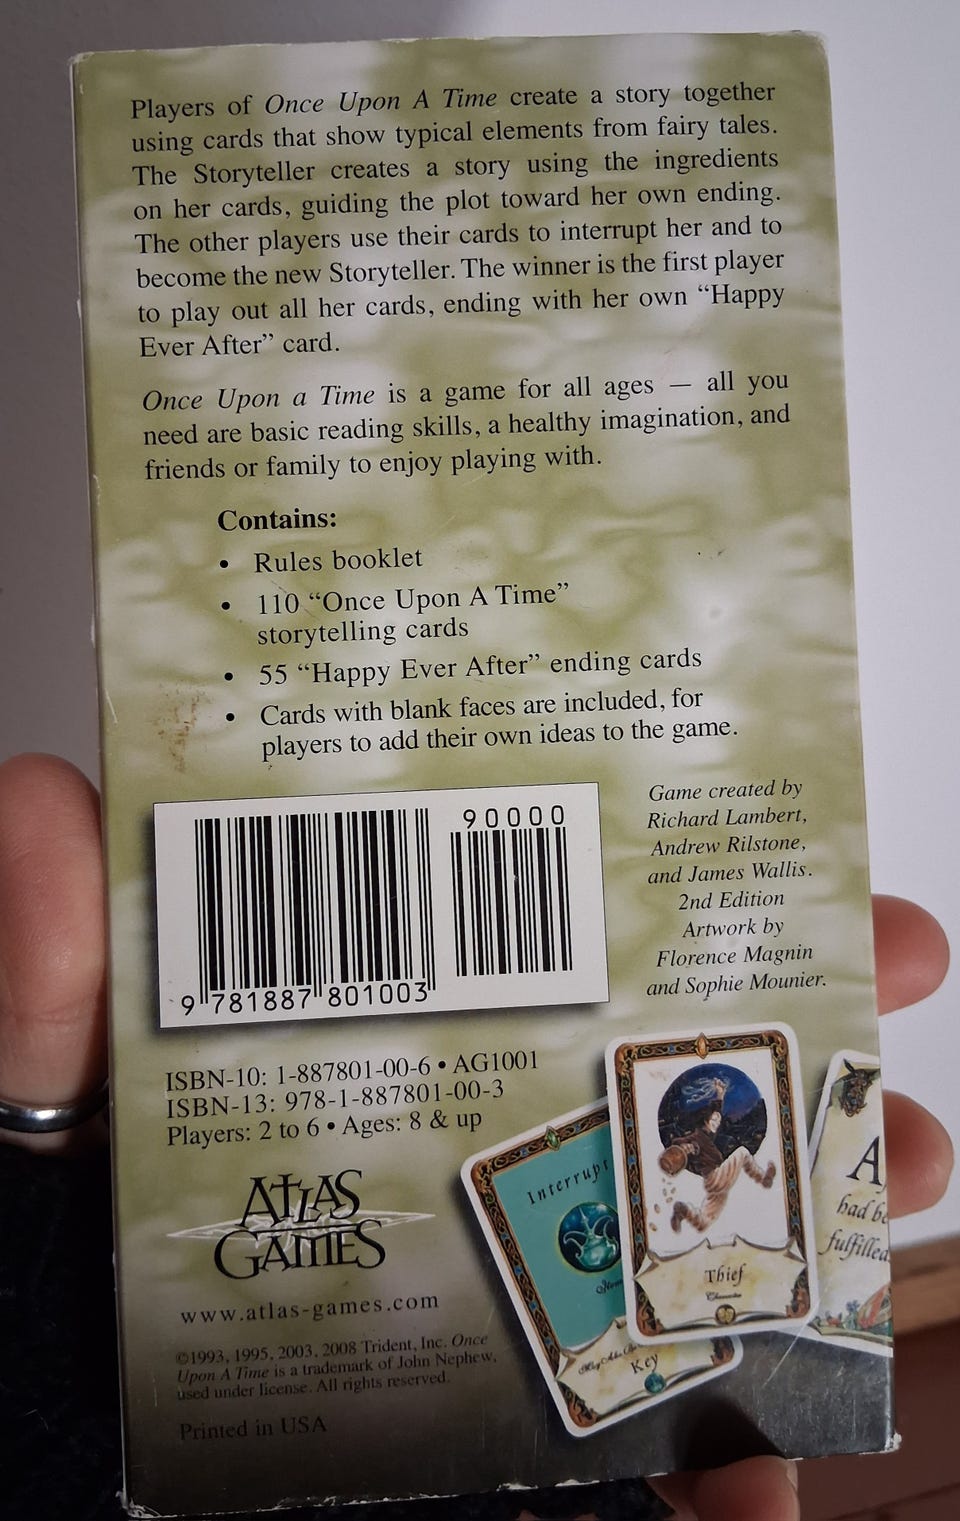 Players of Once Upon A Time create a story together
using cards that show typical elements from fairy tales.
The Storyteller creates a story using the ingredients
on her cards, guiding the plot toward her own ending.
The other players use their cards to interrupt her and to
become the new Storyteller. The winner is the first player
to play out all her cards, ending with her own “Happy
Ever After” card.
Once Upon a Time is a game for all ages — all you
need are basic reading skills, a healthy imagination, and
friends or family to enjoy playing with.
Contains:
• Rules booklet
• 110 “Once Upon A Time”
storytelling cards
• 55 “Happy Ever After” ending cards
• Cards with blank faces are included, for
players to add their own ideas to the game.
90000
9 781887 801003
Game created by
Richard Lambert,
Andrew Rilstone,
and James Wallis.
2nd Edition
Artwork by
Florence Magnin
and Sophie Mounier.
ISBN-10: 1-887801-00-6 • AG1001
ISBN-13: 978-1-887801-00-3
Players: 2 to 6 • Ages: 8 & up
ATLAS
GAMES
www.atlas-games.com
©1993, 1995, 2003, 2008 Trident, Inc. Once
Upon A Time is a trademark of John Nephew,
used under license. All rights reserved.
Printed in USA
Interrupt
Key
Thief
Character
had be
fulfilled